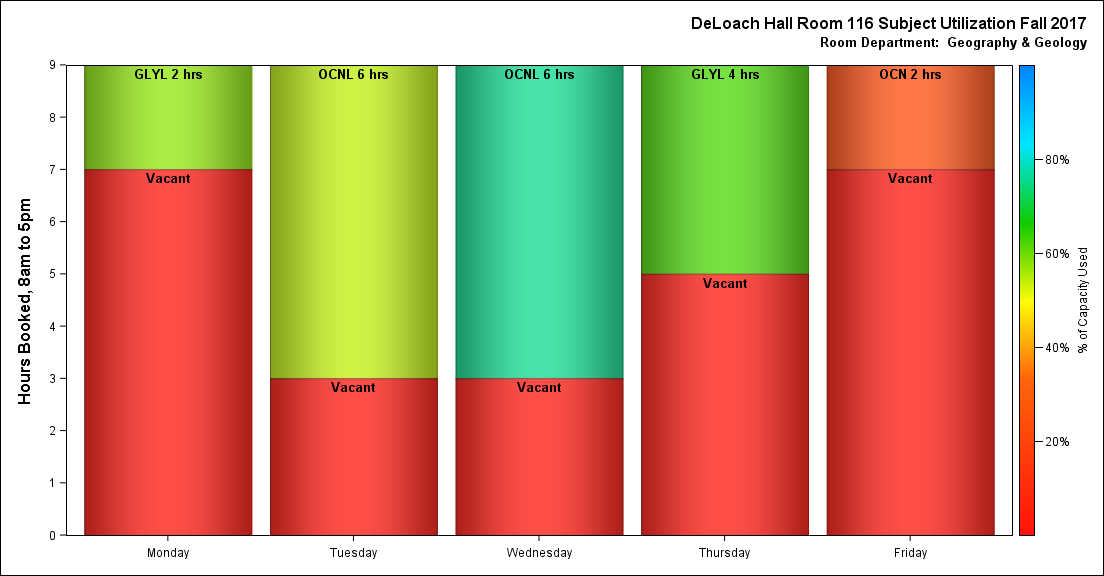 DeLoach Hall Room 116 Subject Utilization Fall 2017
Room Department:  Geography & Geology
Hours Booked, 8am to 5pm
9
8
7
6
5
4
3
2
1
0
GLYL 2 hrs
Vacant
OCNL 6 hrs
Vacant
OCNL 6 hrs
Vacant
GLYL 4 hrs
Vacant
OCN 2 hrs
Vacant
Monday
Tuesday
Wednesday
Thursday
Friday
80%
60%
40%
20%
% of Capacity Used